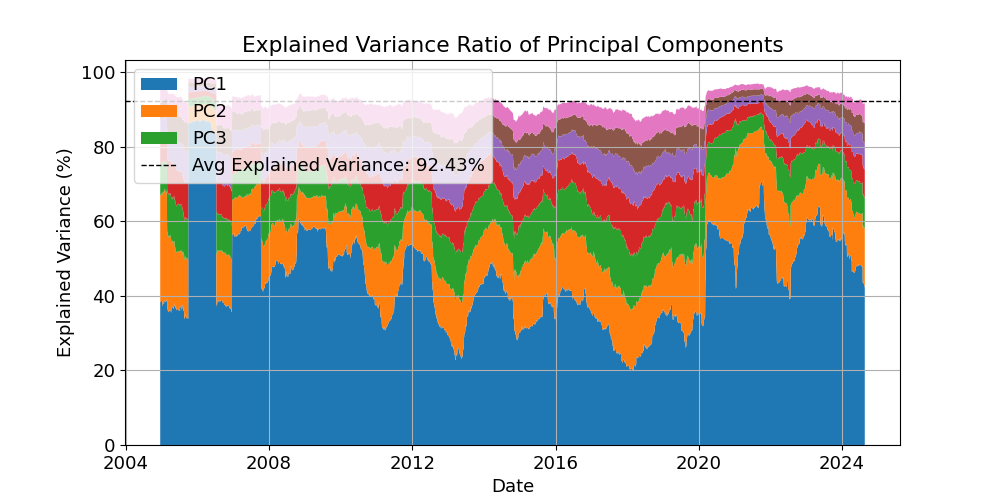 Explained Variance Ratio of Principal Components
Explained Variance (%)
100
80
60
40
20
0
PC1
PC2
PC3
Avg Explained Variance: 92.43%
2004
2008
2012
2016
2020
2024
Date